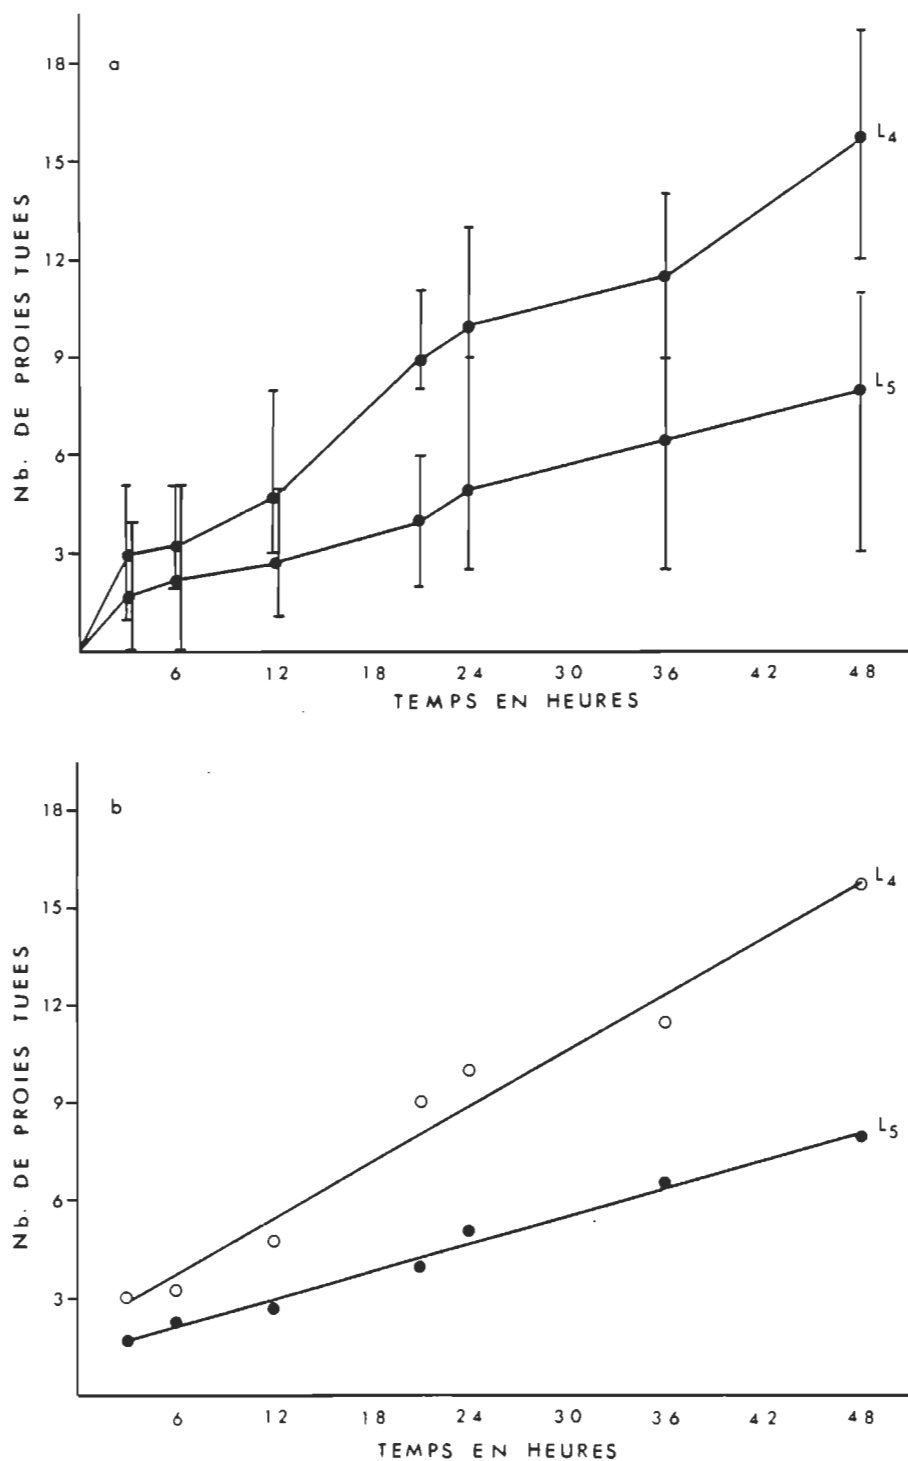 a
18
15
12
9
6
3
Nb. DE PROIES TUEES
L4
L5
6 12 18 24 30 36 42 48
TEMPS EN HEURES
b
18
15
12
9
6
3
Nb. DE PROIES TUEES
L4
L5
6 12 18 24 30 36 42 48
TEMPS EN HEURES